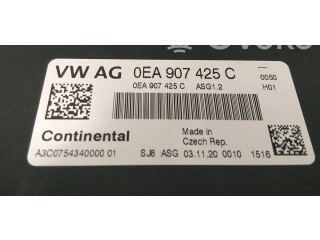 VW AG 0EA 907 425 C
0EA 907 425 C ASG1.2
0050
H01
Continental
Made in
Czech Rep.
A3C0754340000 01 SJ6 ASG 03.11.20 0010 1516